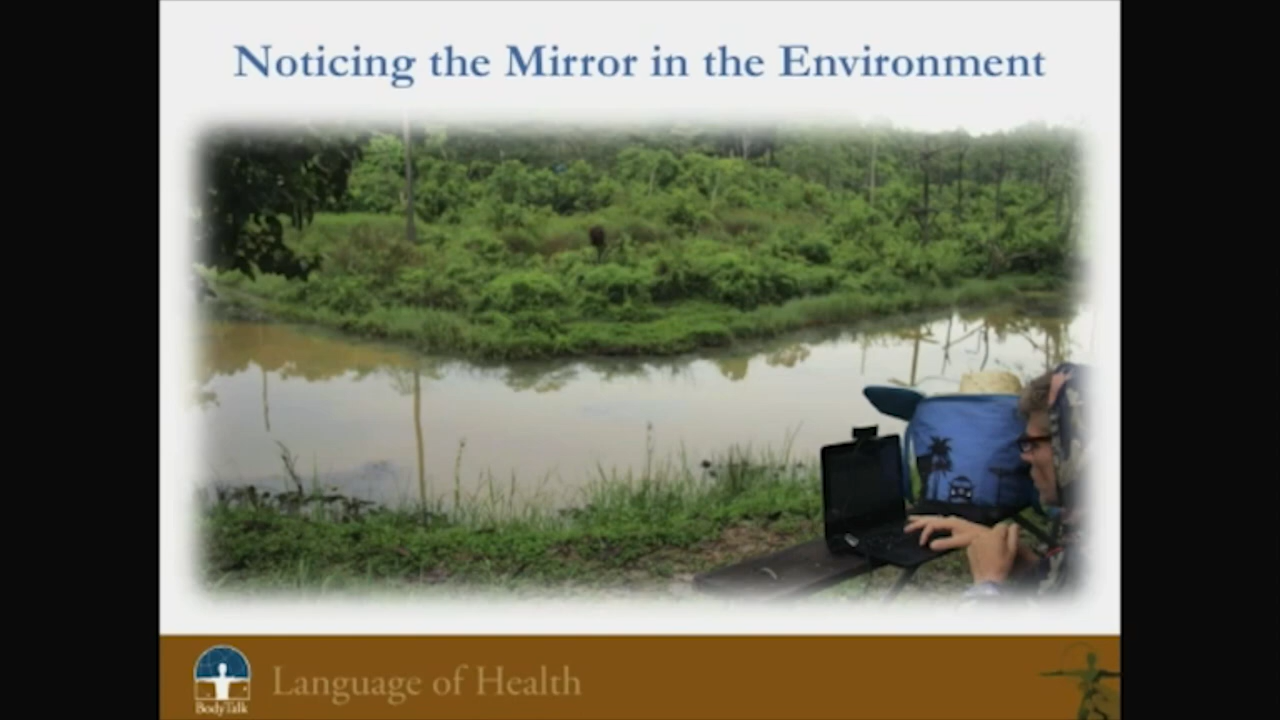 Noticing the Mirror in the Environment
BodyTalk
Language of Health